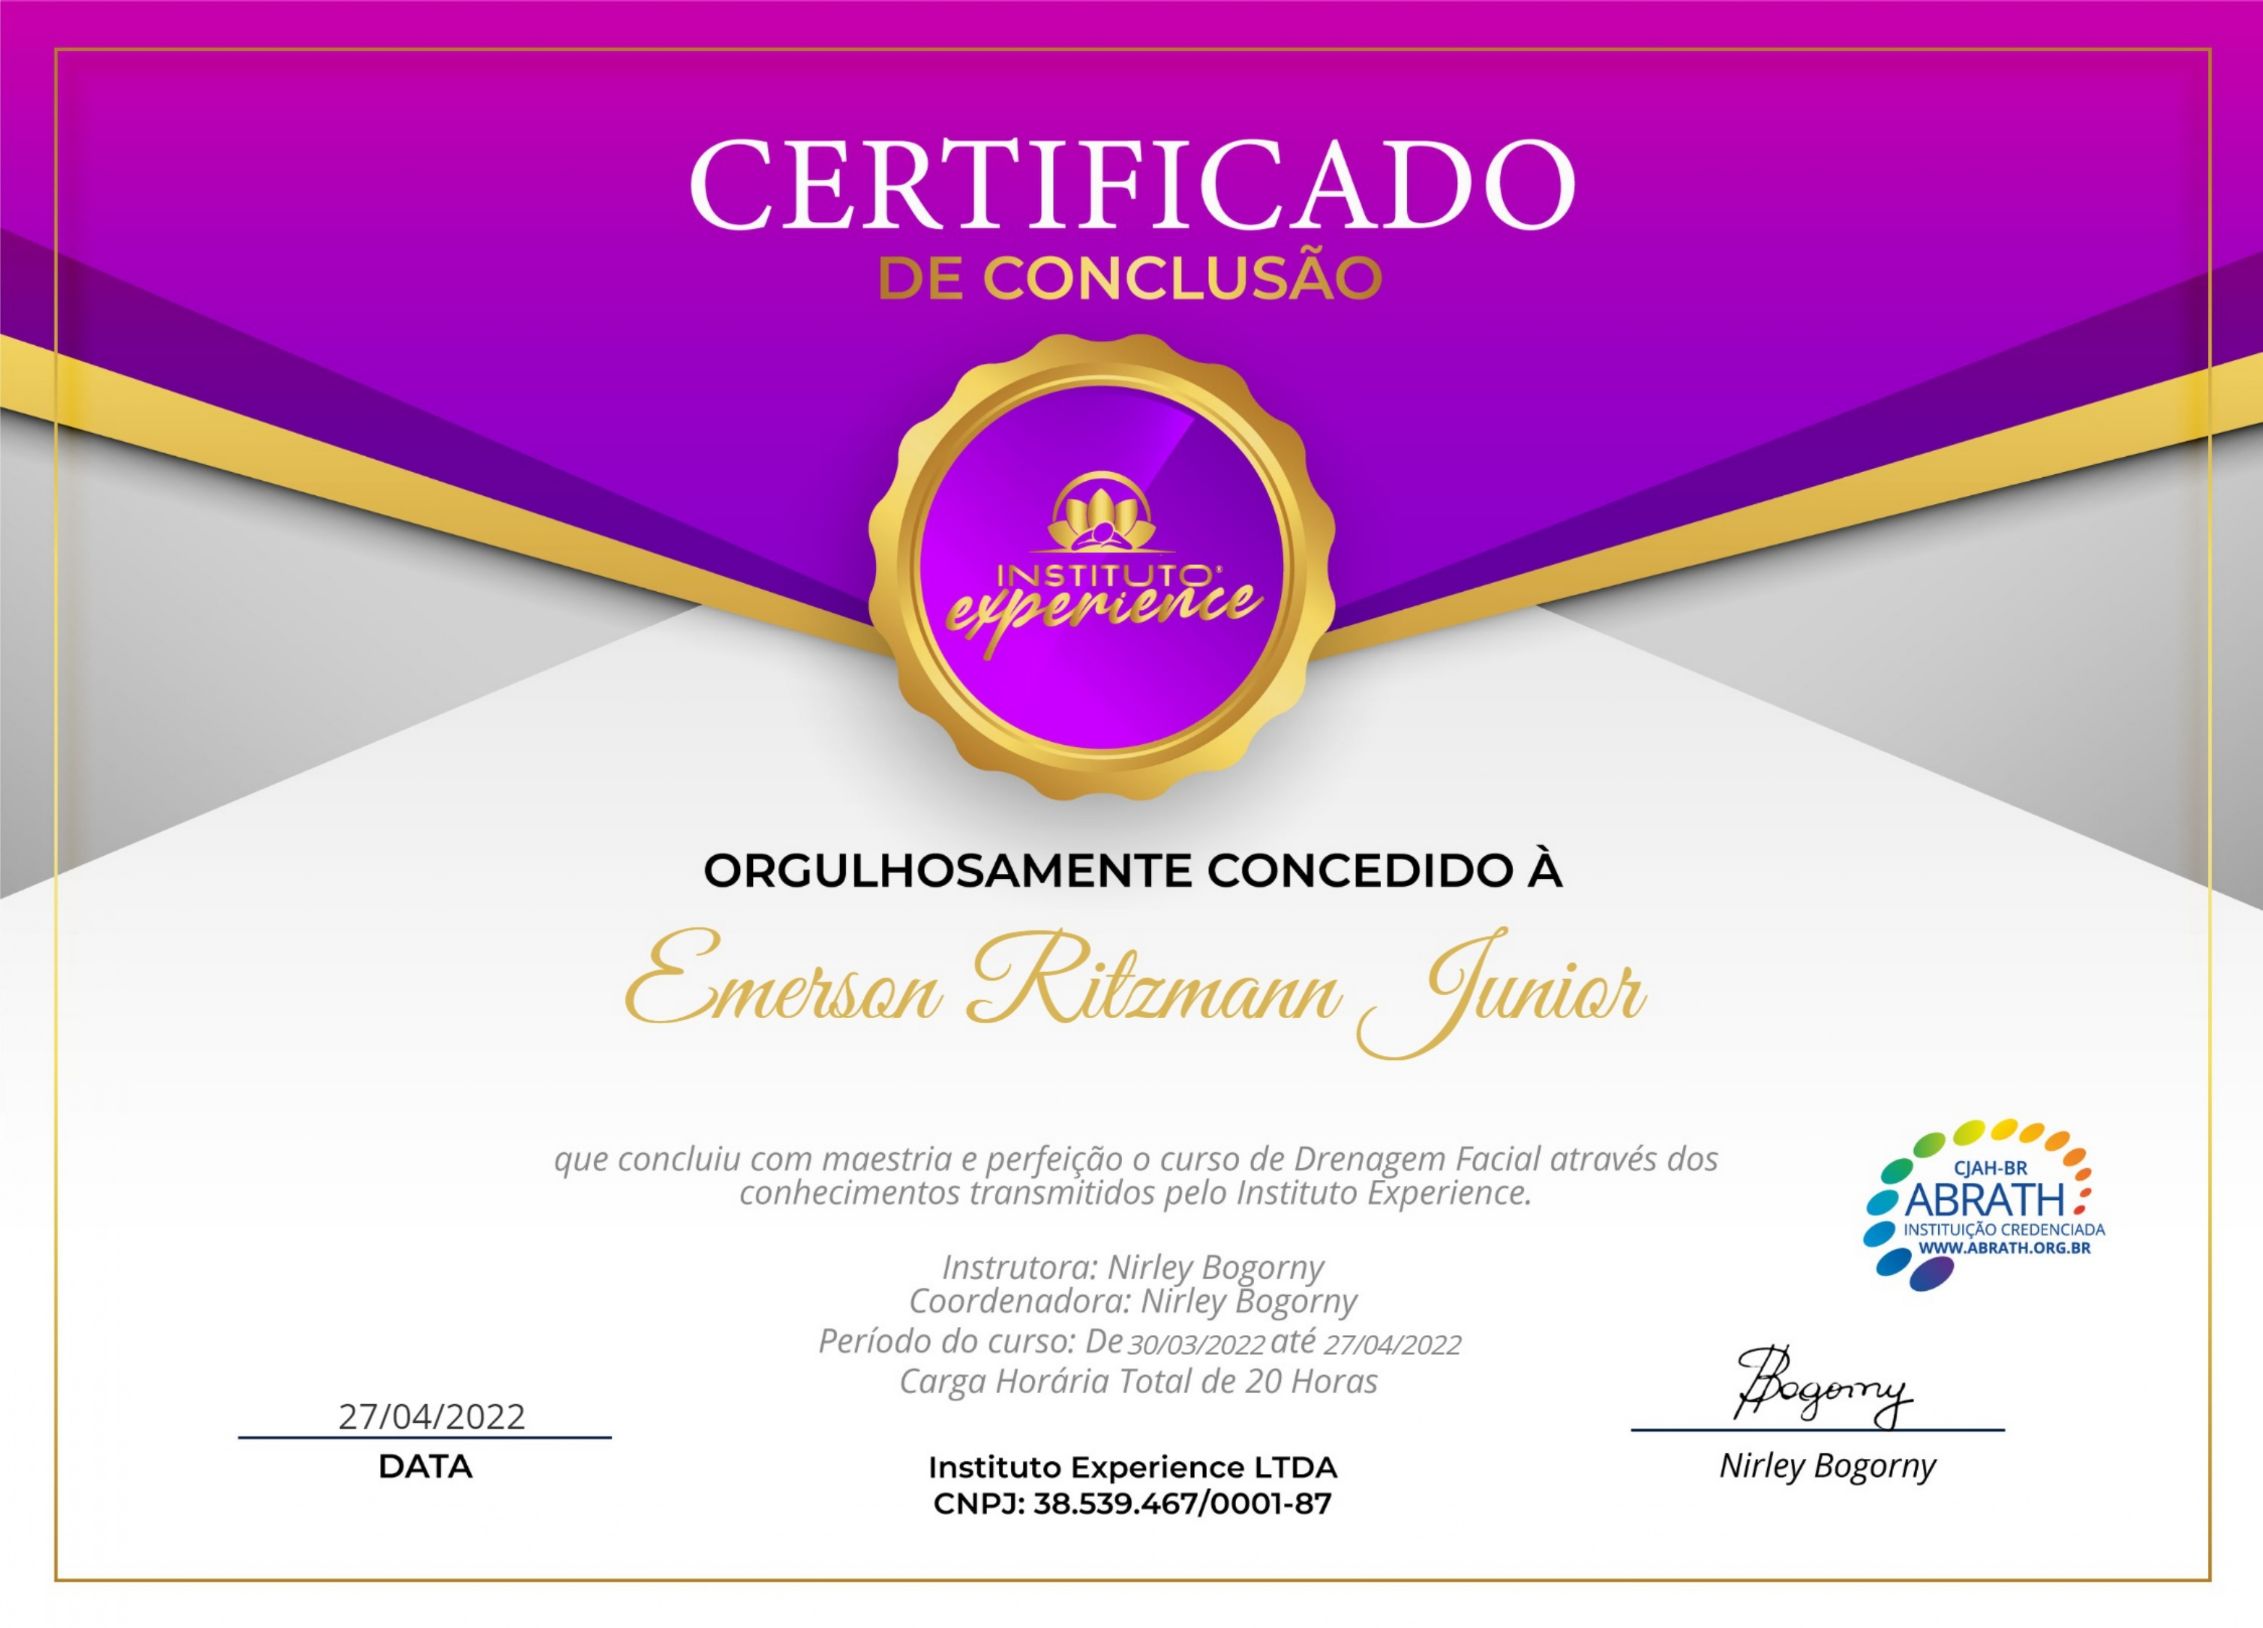 CERTIFICADO
DE CONCLUSÃO
INSTITUTO®
experience
ORGULHOSAMENTE CONCEDIDO À
Emerson Ritzmann Junior
que concluiu com maestria e perfeição o curso de Drenagem Facial através dos
conhecimentos transmitidos pelo Instituto Experience.
CJAH-BR
ABRATH
INSTITUIÇÃO CREDENCIADA
WWW.ABRATH.ORG.BR
Instrutora: Nirley Bogorny
Coordenadora: Nirley Bogorny
Período do curso: De 30/03/2022 até 27/04/2022
Carga Horária Total de 20 Horas
27/04/2022
DATA
Instituto Experience LTDA
CNPJ: 38.539.467/0001-87
Bogorny
Nirley Bogorny